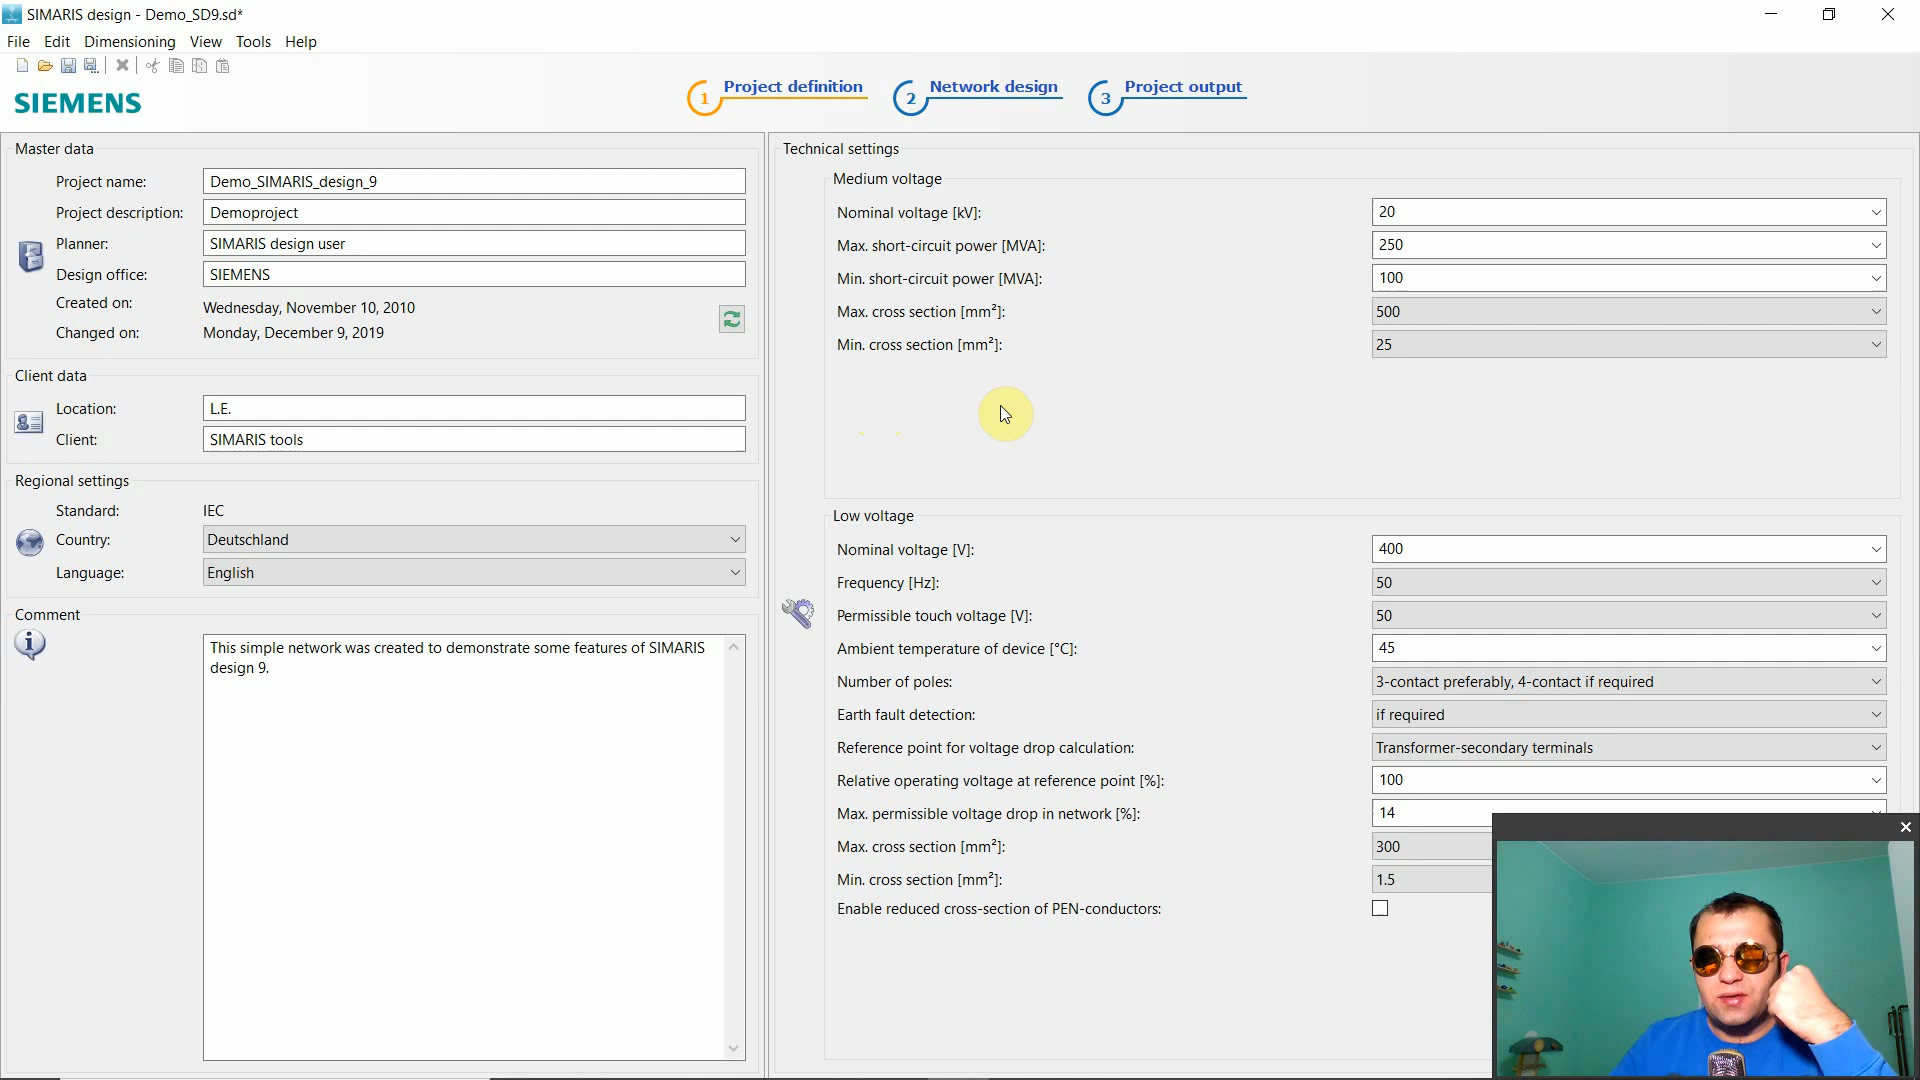 SIMARIS design - Demo_SD9.sd*
File Edit Dimensioning View Tools Help
SIEMENS
1 Project definition
2 Network design
3 Project output
Master data
Project name: Demo_SIMARIS_design_9
Project description: Demoproject
Planner: SIMARIS design user
Design office: SIEMENS
Created on: Wednesday, November 10, 2010
Changed on: Monday, December 9, 2019
Client data
Location: L.E.
Client: SIMARIS tools
Regional settings
Standard: IEC
Country: Deutschland
Language: English
Comment
This simple network was created to demonstrate some features of SIMARIS
design 9.
Technical settings
Medium voltage
Nominal voltage [kV]: 20
Max. short-circuit power [MVA]: 250
Min. short-circuit power [MVA]: 100
Max. cross section [mm²]: 500
Min. cross section [mm²]: 25
Low voltage
Nominal voltage [V]: 400
Frequency [Hz]: 50
Permissible touch voltage [V]: 50
Ambient temperature of device [°C]: 45
Number of poles: 3-contact preferably, 4-contact if required
Earth fault detection: if required
Reference point for voltage drop calculation: Transformer-secondary terminals
Relative operating voltage at reference point [%]: 100
Max. permissible voltage drop in network [%]: 14
Max. cross section [mm²]: 300
Min. cross section [mm²]: 1.5
Enable reduced cross-section of PEN-conductors: